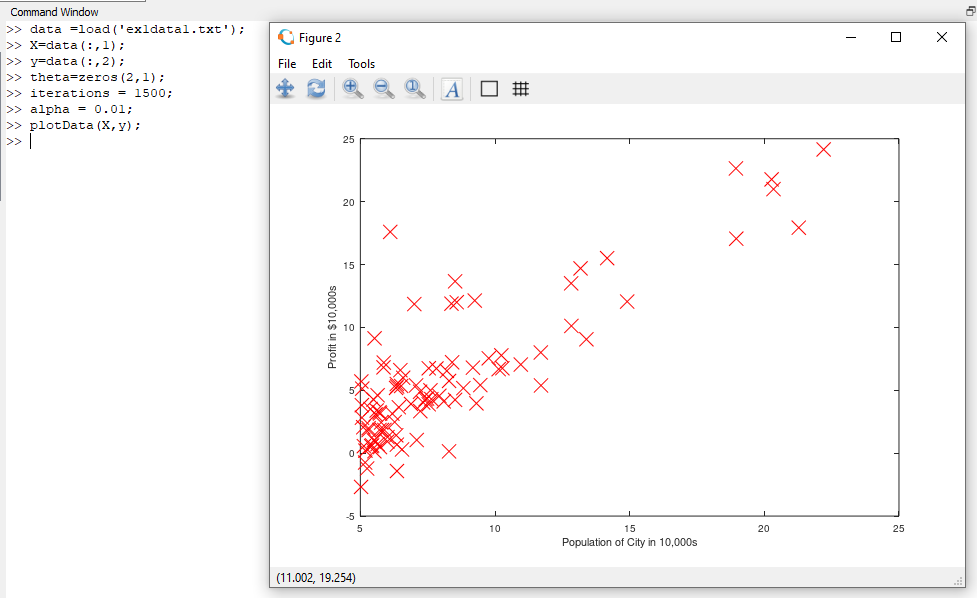 Command Window
>> data =load('ex1data1.txt');
>> X=data(:,1);
>> y=data(:,2);
>> theta=zeros(2,1);
>> iterations = 1500;
>> alpha = 0.01;
>> plotData(X,y);
>>
Figure 2
File Edit Tools
A
25
20
15
10
5
0
-5
Profit in $10,000s
5 10 15 20 25
Population of City in 10,000s
(11.002, 19.254)